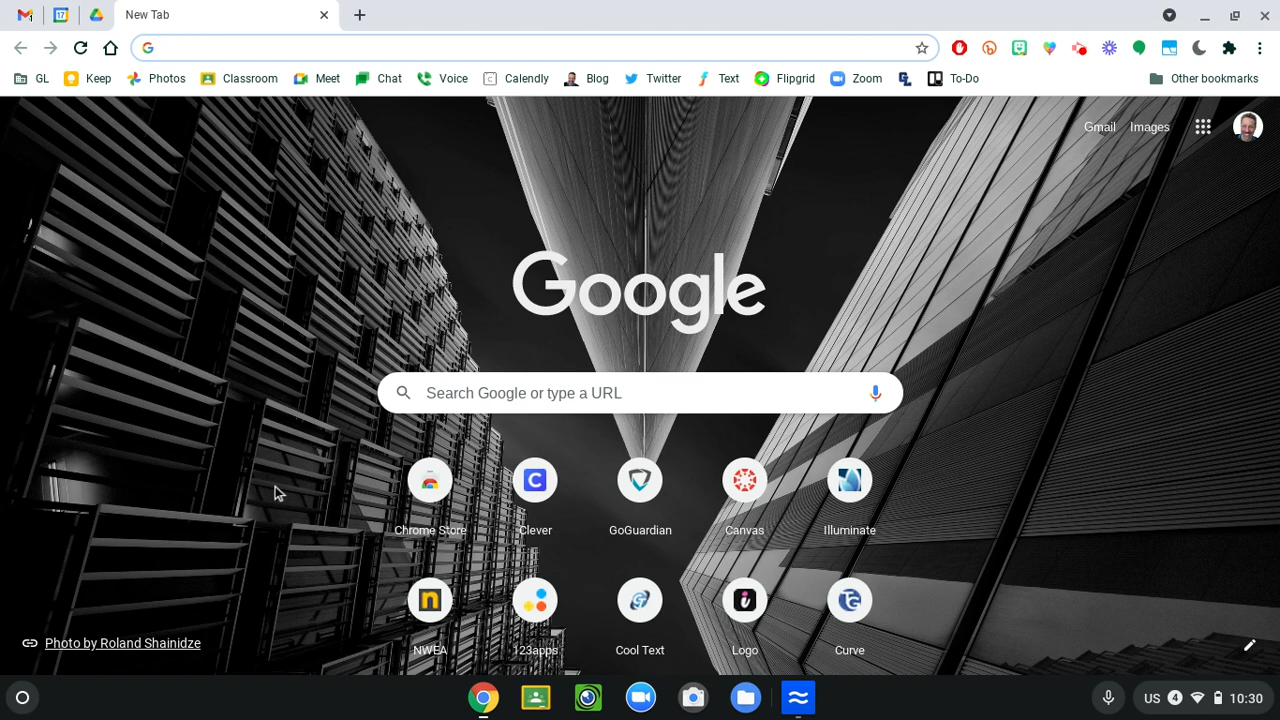 New Tab
GL Keep Photos Classroom Meet Chat Voice Calendly Blog Twitter Text Flipgrid Zoom To-Do Other bookmarks
Gmail Images
Google
Search Google or type a URL
Chrome Store Clever GoGuardian Canvas Illuminate
NWEA 123apps Cool Text Logo Curve
Photo by Roland Shainidze
US 4 10:30